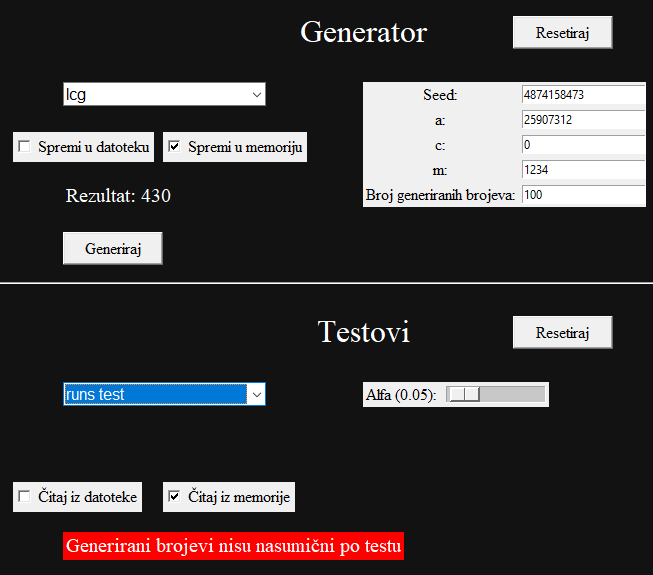 Generator
Resetiraj
lcg
Seed: 4874158473
a: 25907312
c: 0
m: 1234
Broj generiranih brojeva: 100
Spremi u datoteku
Spremi u memoriju
Rezultat: 430
Generiraj
Testovi
Resetiraj
runs test
Alfa (0.05):
Čitaj iz datoteke
Čitaj iz memorije
Generirani brojevi nisu nasumični po testu